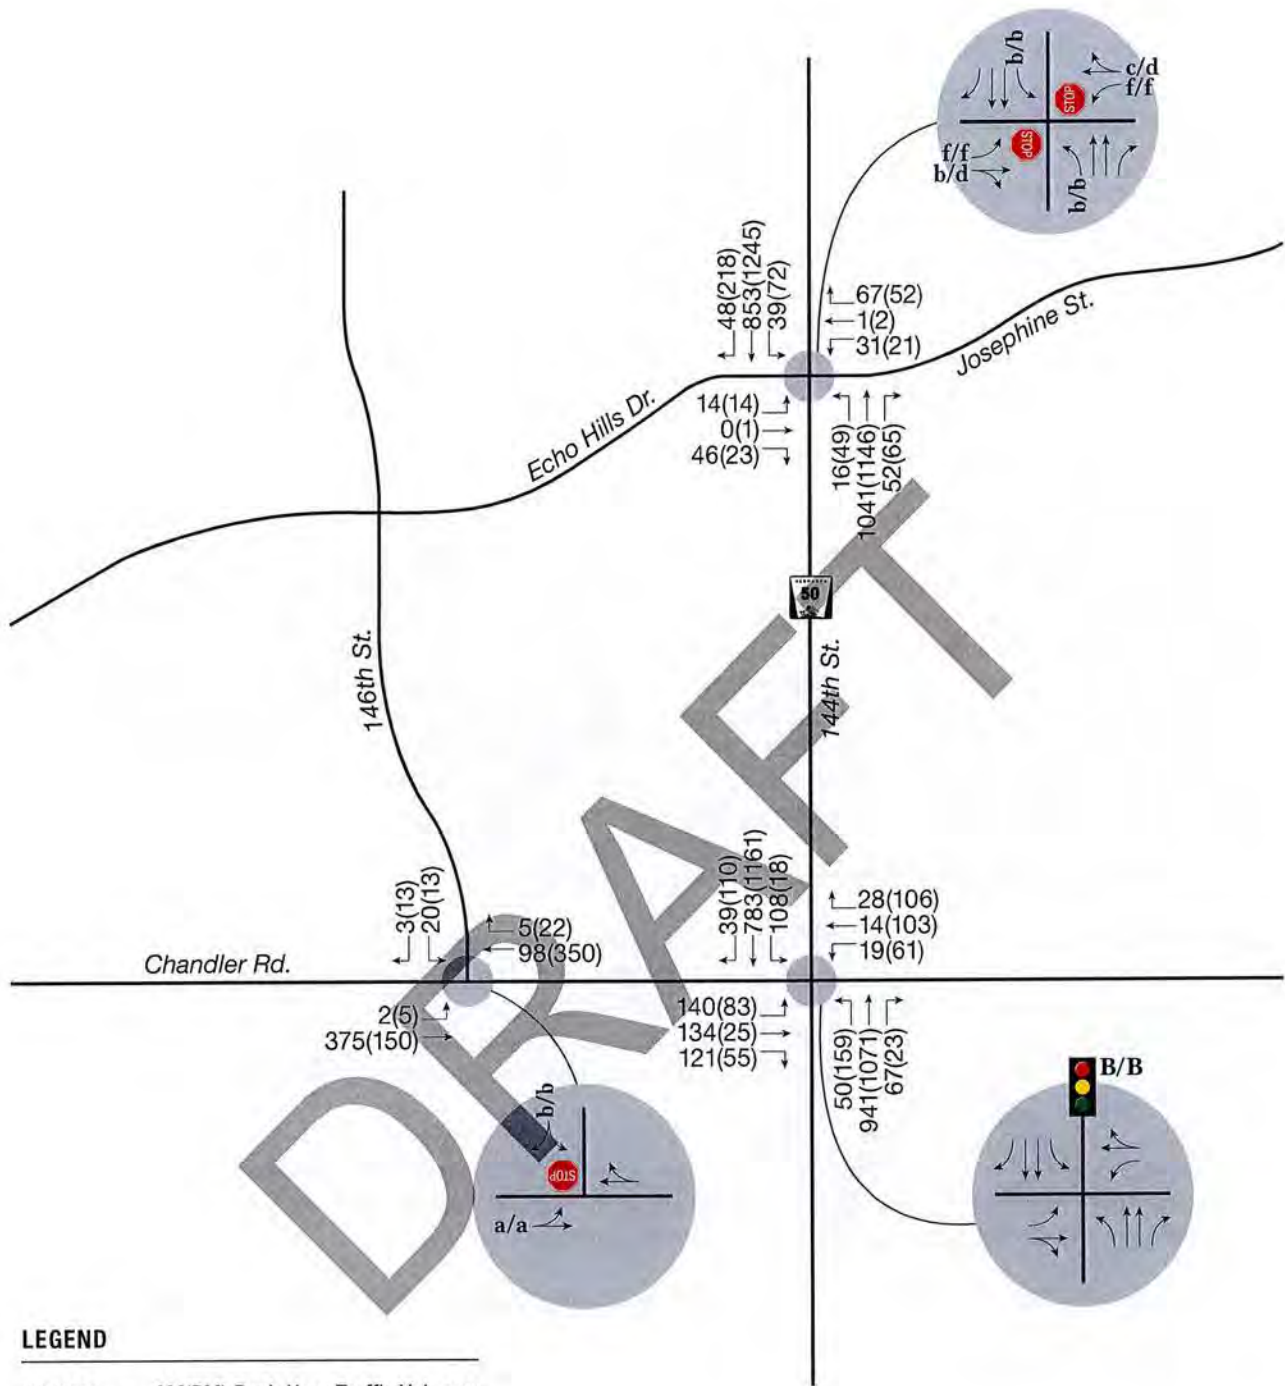 b/b
c/d
f/f
STOP
STOP
f/f
b/d
b/b
48(218)
853(1245)
39(72)
67(52)
1(2)
31(21)
Josephine St.
Echo Hills Dr.
14(14)
0(1)
46(23)
16(49)
1041(1146)
52(65)
50
146th St.
144th St.
DRAFT
3(13)
20(13)
5(22)
98(350)
39(110)
783(1161)
108(18)
28(106)
14(103)
19(61)
Chandler Rd.
2(5)
375(150)
140(83)
134(25)
121(55)
50(159)
941(1071)
67(23)
b/b
STOP
a/a
B/B
LEGEND